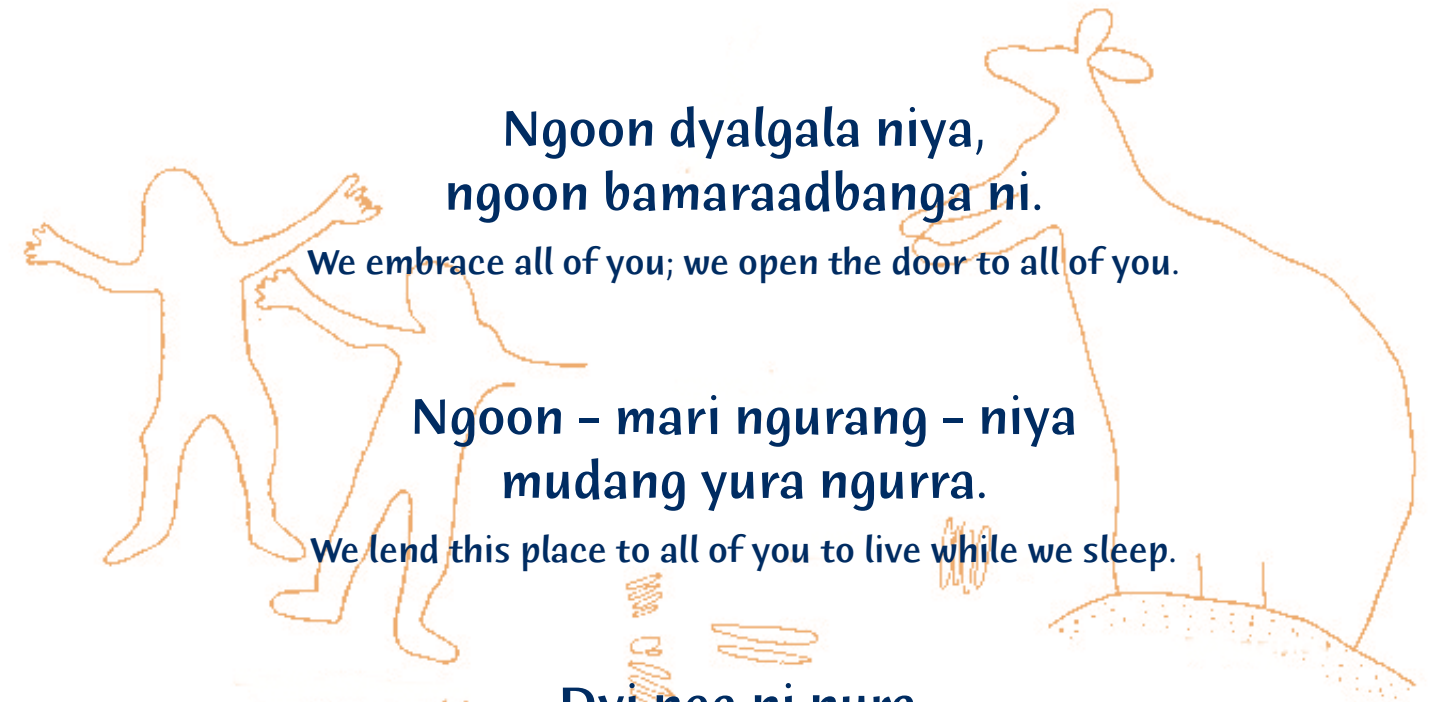 Ngoon dyalgala niya,
ngoon bamaraadbanga ni.
We embrace all of you; we open the door to all of you.
Ngoon – mari ngurang – niya
mudang yura ngurra.
We lend this place to all of you to live while we sleep.